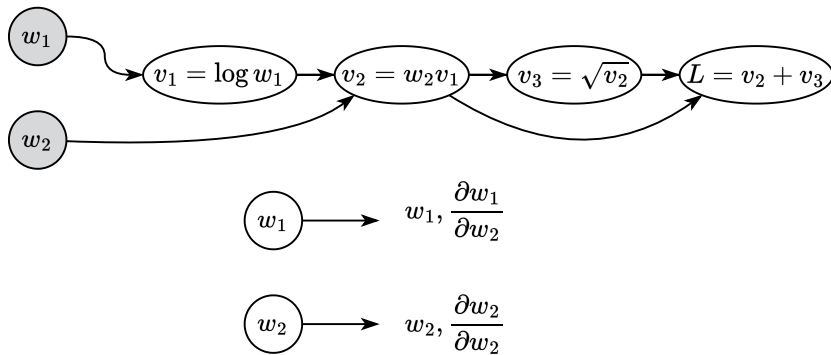 w₁
v₁ = log w₁
v₂ = w₂v₁
v₃ = √v₂
L = v₂ + v₃
w₂
w₁
w₁, ∂w₁/∂w₂
w₂
w₂, ∂w₂/∂w₂